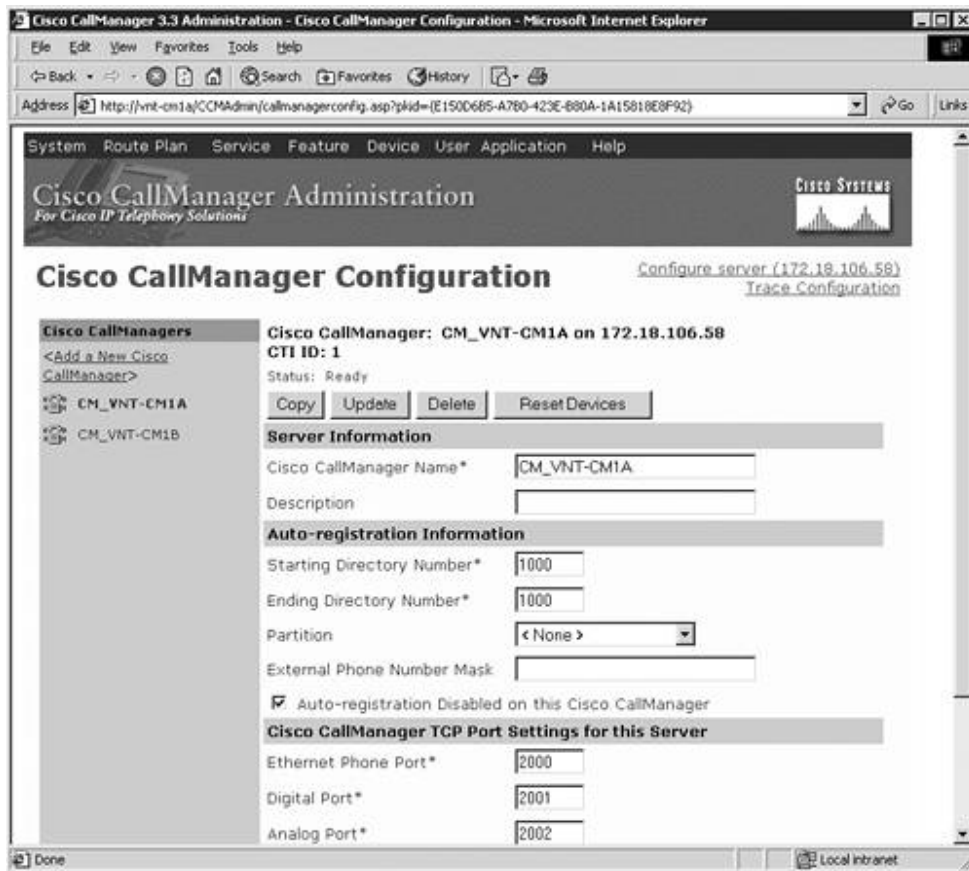 Cisco CallManager 3.3 Administration - Cisco CallManager Configuration - Microsoft Internet Explorer
File Edit View Favorites Tools Help
Back Search Favorites History
Address http://vnt-cm1a/CCMAdmin/callmanagerconfig.asp?pkid={E150D6B5-A7B0-423E-B80A-1A15818E8F92} Go Links
System Route Plan Service Feature Device User Application Help
Cisco CallManager Administration
For Cisco IP Telephony Solutions
CISCO SYSTEMS
Cisco CallManager Configuration
Configure server (172.18.106.58)
Trace Configuration
Cisco CallManagers
<Add a New Cisco
CallManager>
CM_VNT-CM1A
CM_VNT-CM1B
Cisco CallManager: CM_VNT-CM1A on 172.18.106.58
CTI ID: 1
Status: Ready
Copy Update Delete Reset Devices
Server Information
Cisco CallManager Name* CM_VNT-CM1A
Description
Auto-registration Information
Starting Directory Number* 1000
Ending Directory Number* 1000
Partition < None >
External Phone Number Mask
Auto-registration Disabled on this Cisco CallManager
Cisco CallManager TCP Port Settings for this Server
Ethernet Phone Port* 2000
Digital Port* 2001
Analog Port* 2002
Done Local intranet